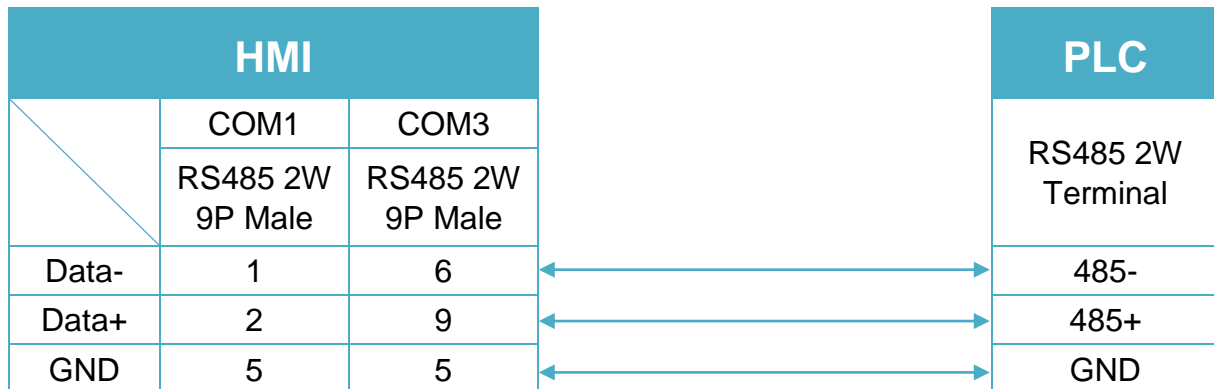 HMI
PLC
COM1 COM3
RS485 2W
9P Male
RS485 2W
9P Male
RS485 2W
Terminal
Data- 1 6 485-
Data+ 2 9 485+
GND 5 5 GND